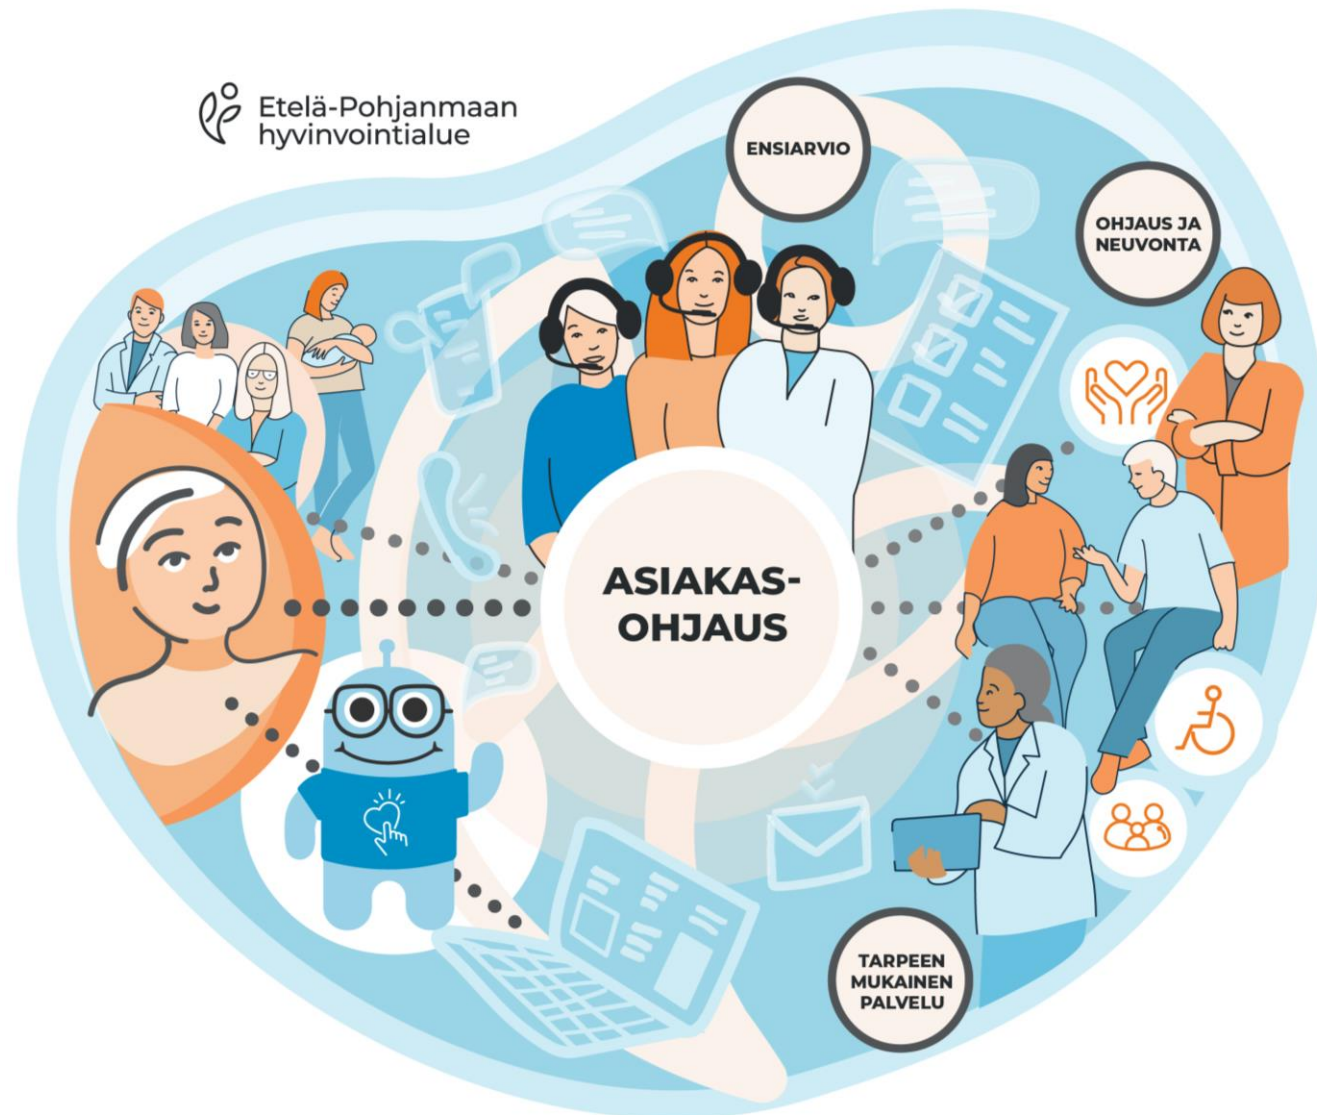 Etelä-Pohjanmaan
hyvinvointialue
ENSIARVIO
OHJAUS JA
NEUVONTA
ASIAKAS-
OHJAUS
TARPEEN
MUKAINEN
PALVELU